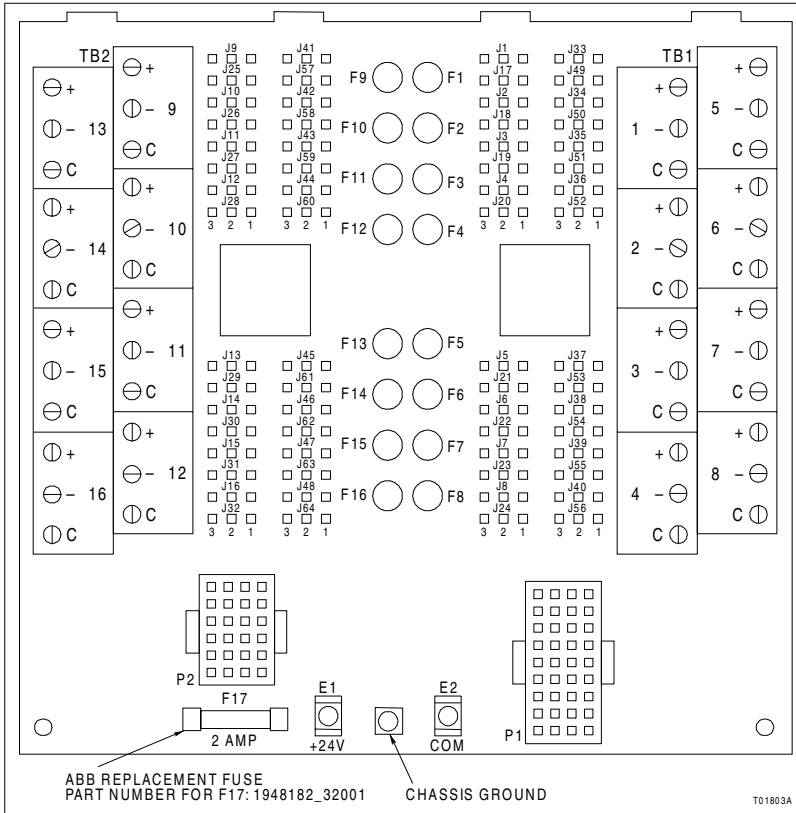 TB2 J9 J41 J1 J33 TB1
+ J25 J57 F9 F1 J17 J49 +
+ J10 J42 J2 J34 +
- 9 J26 J58 F10 F2 J18 J50 5 -
13 - J11 J43 J3 J35 1 -
C J27 J59 J19 J51 C
C J12 J44 F11 F3 J4 J36 C
+ J28 J60 J20 J52 +
+ 3 2 1 3 2 1 F12 F4 3 2 1 3 2 1 +
- 10 6 -
14 - 2 -
C C
C C
+ +
+ F13 F5 +
- 11 J13 J45 J5 J37 7 -
15 - J29 J61 J21 J53 3 -
C J14 J46 F14 F6 J6 J38 C
C J30 J62 J22 J54 C
+ J15 J47 F15 F7 J7 J39 +
+ J31 J63 J23 J55 +
- 12 J16 J48 J8 J40 8 -
16 - J32 J64 F16 F8 J24 J56 4 -
C 3 2 1 3 2 1 3 2 1 3 2 1 C
C C
P2
F17 E1 E2
P1
2 AMP +24V COM
ABB REPLACEMENT FUSE
PART NUMBER FOR F17: 1948182_32001 CHASSIS GROUND
T01803A